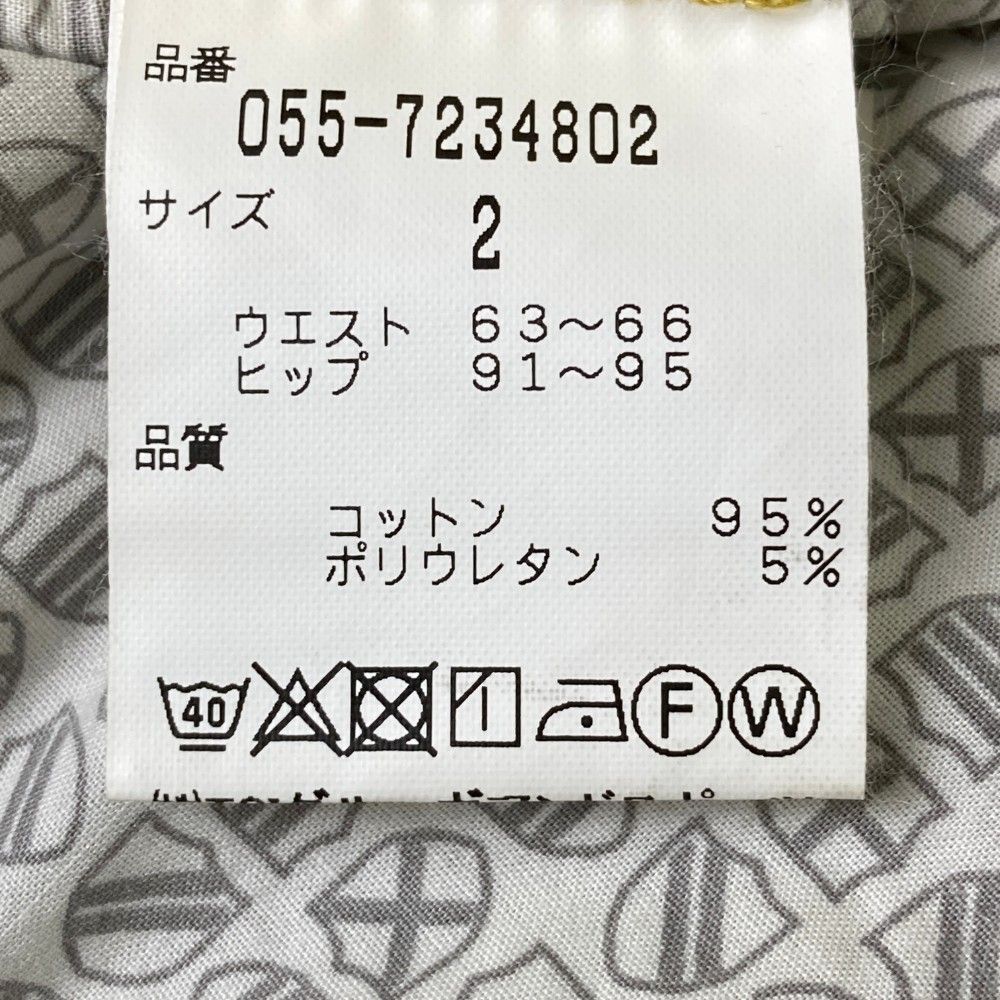 品番
055-7234802
サイズ 2
ウエスト 63～66
ヒップ 91～95
品質
コットン 95%
ポリウレタン 5%
40 F W